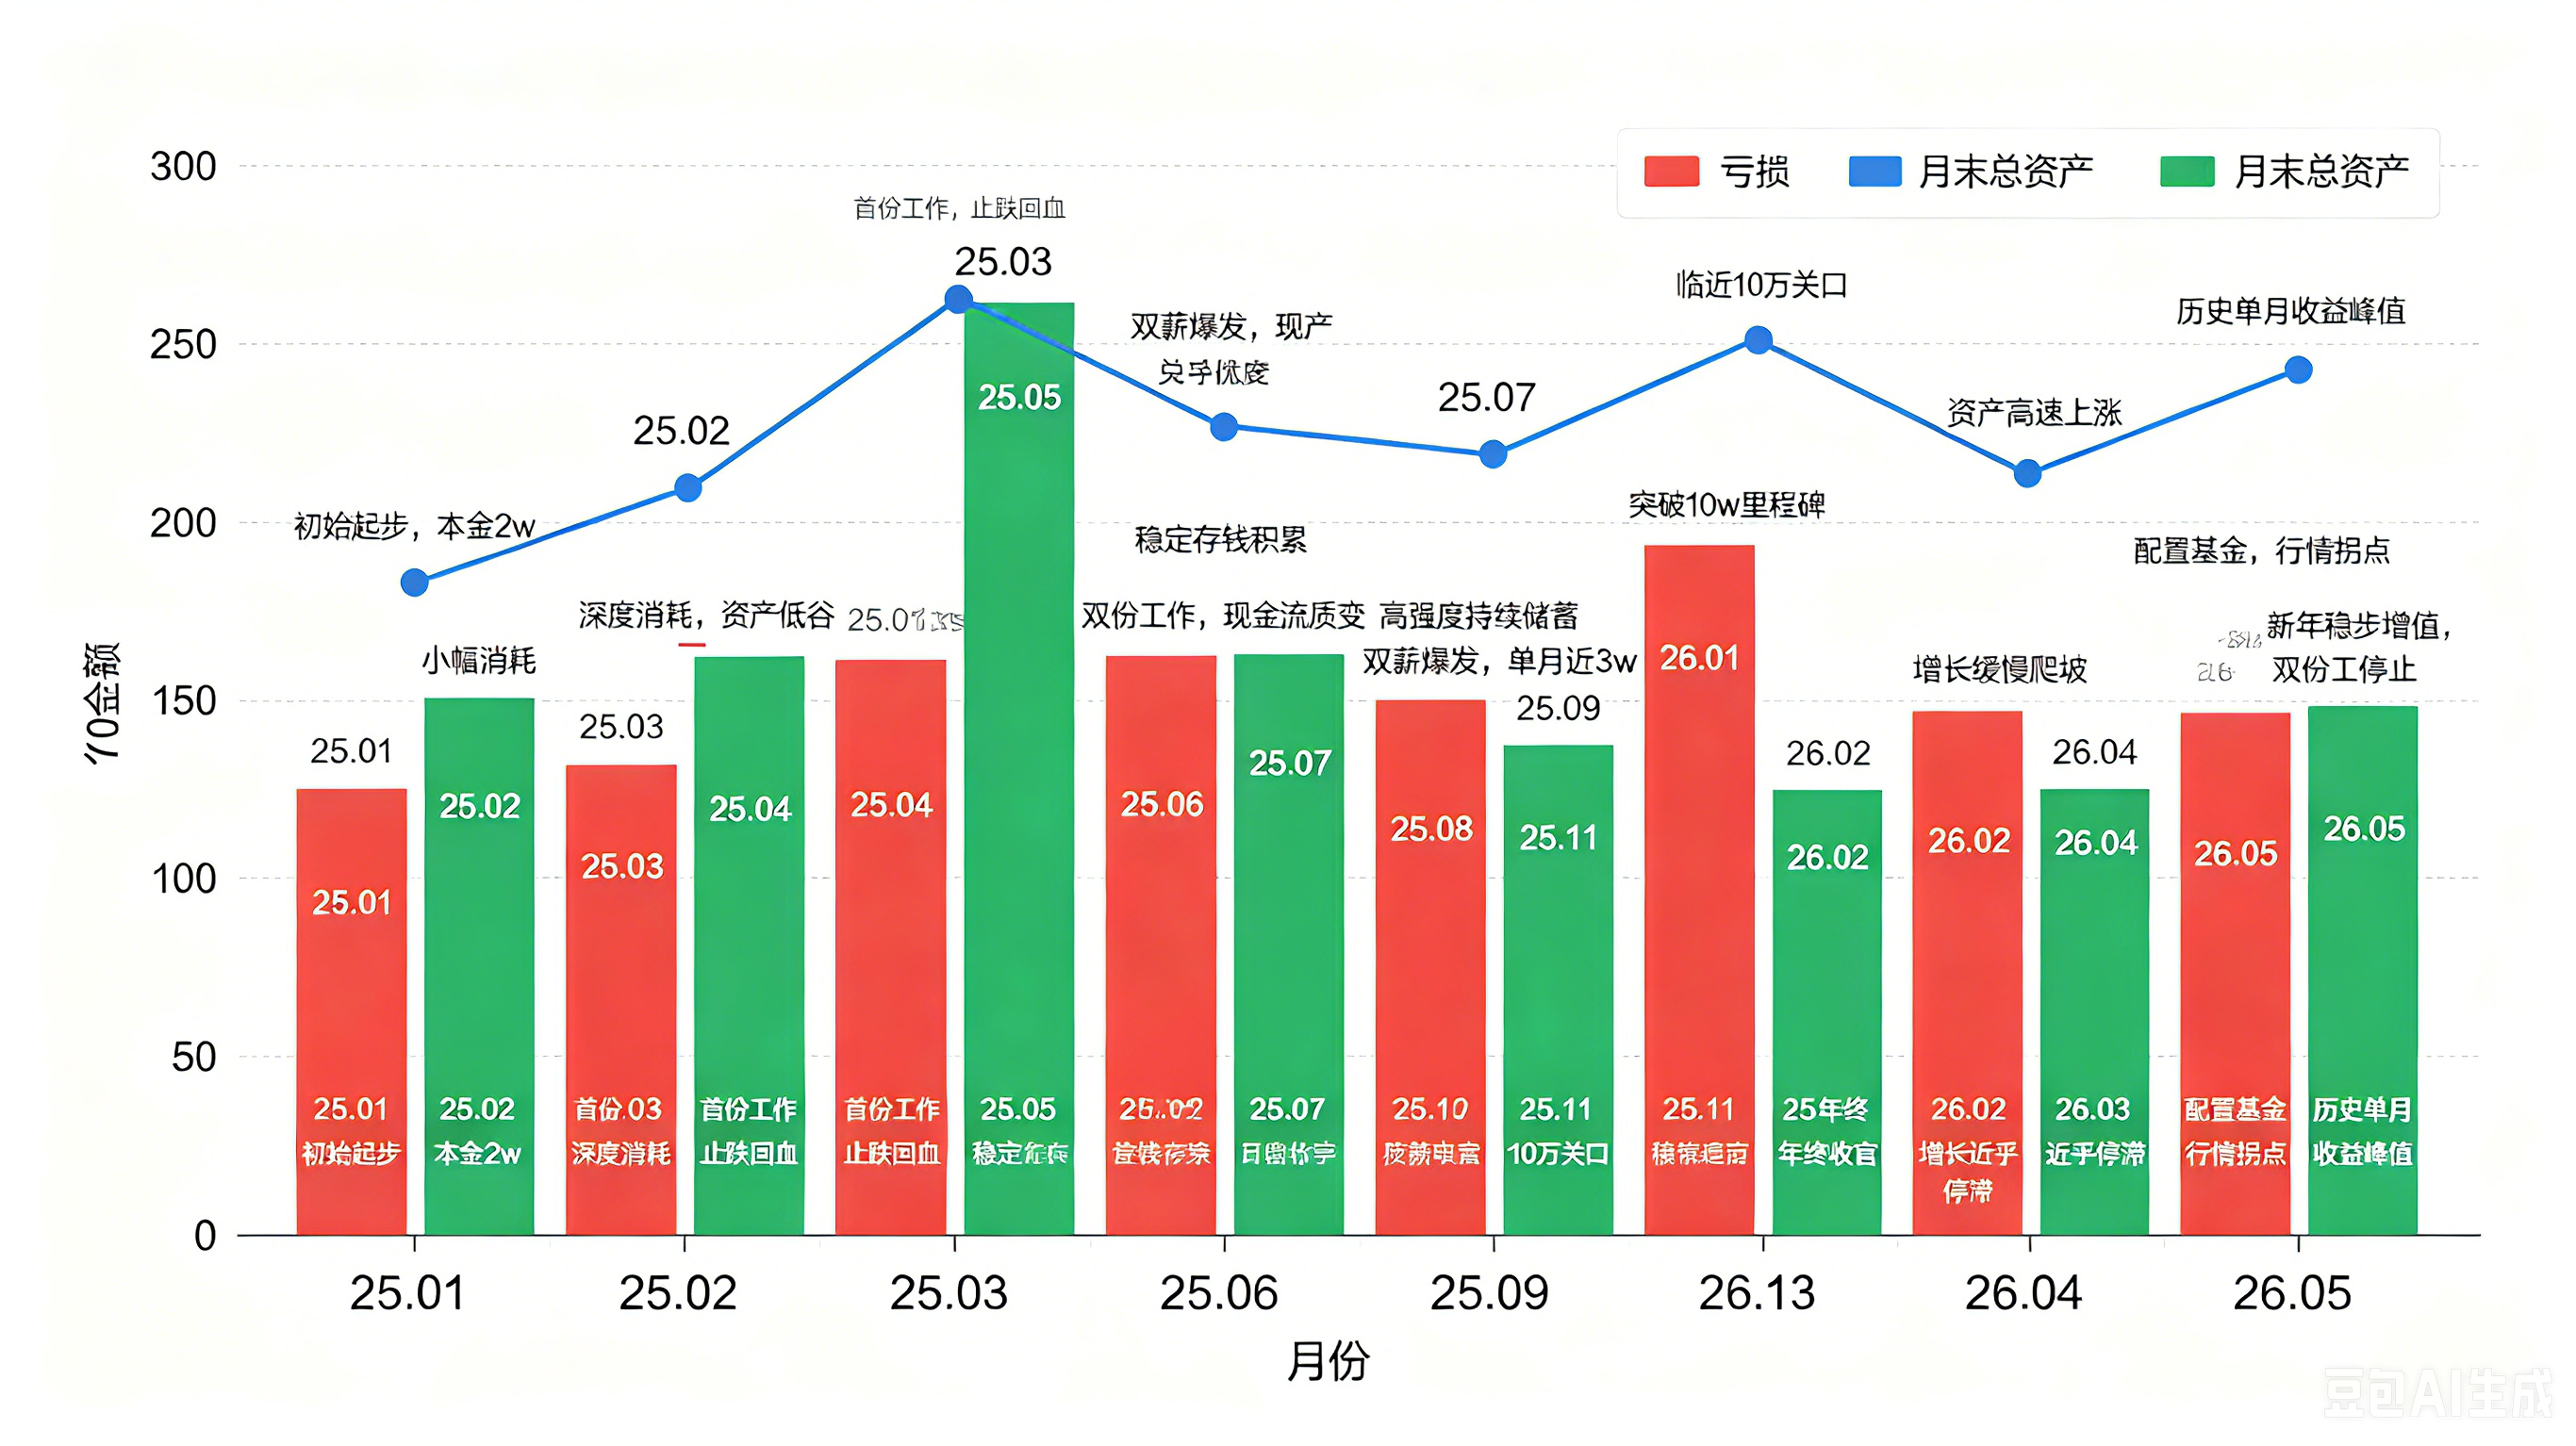 亏损
月末总资产
月末总资产
300
250
200
150
100
50
0
首份工作，止跌回血
25.03
临近10万关口
历史单月收益峰值
双薪爆发，现产
25.07
25.02
资产高速上涨
初始起步，本金2w
稳定存钱积累
突破10w里程碑
配置基金，行情拐点
深度消耗，资产低谷
双份工作，现金流质变
高强度持续储蓄
新年稳步增值，
双份工停止
小幅消耗
双薪爆发，单月近3w
增长缓慢爬坡
25.01
25.03
25.09
26.02
26.04
25.01
25.02
25.03
25.04
25.04
25.05
25.06
25.07
25.08
25.11
26.01
26.02
26.02
26.04
26.05
26.05
25.01
初始起步
25.02
本金2w
首份.03
深度消耗
首份工作
止跌回血
首份工作
止跌回血
25.05
稳定
25.07
25.10
25.11
10万关口
25.11
25年终
年终收官
26.02
增长近乎
停滞
26.03
近乎停滞
配置基金
行情拐点
历史单月
收益峰值
25.01
25.02
25.03
25.06
25.09
26.13
26.04
26.05
月份
豆包AI生成